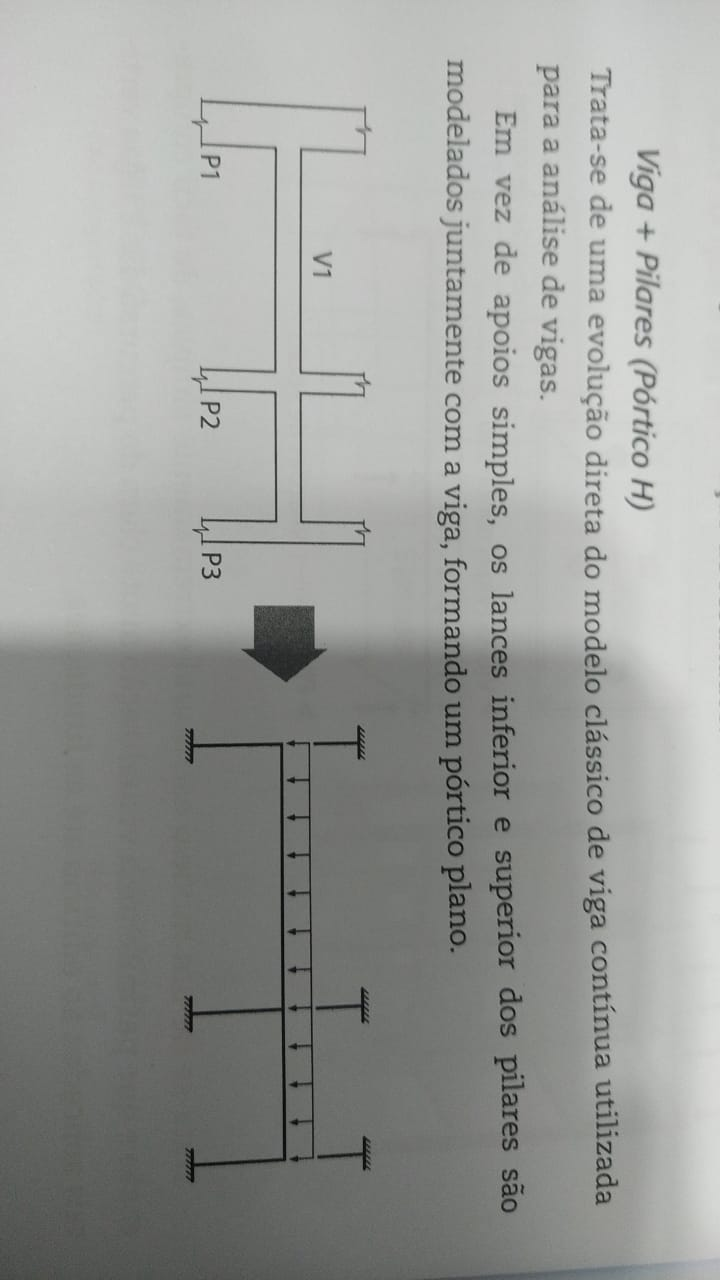 Viga + Pilares (Pórtico H)
Trata-se de uma evolução direta do modelo clássico de viga contínua utilizada
para a análise de vigas.
Em vez de apoios simples, os lances inferior e superior dos pilares são
modelados juntamente com a viga, formando um pórtico plano.
V1
P1
P2
P3